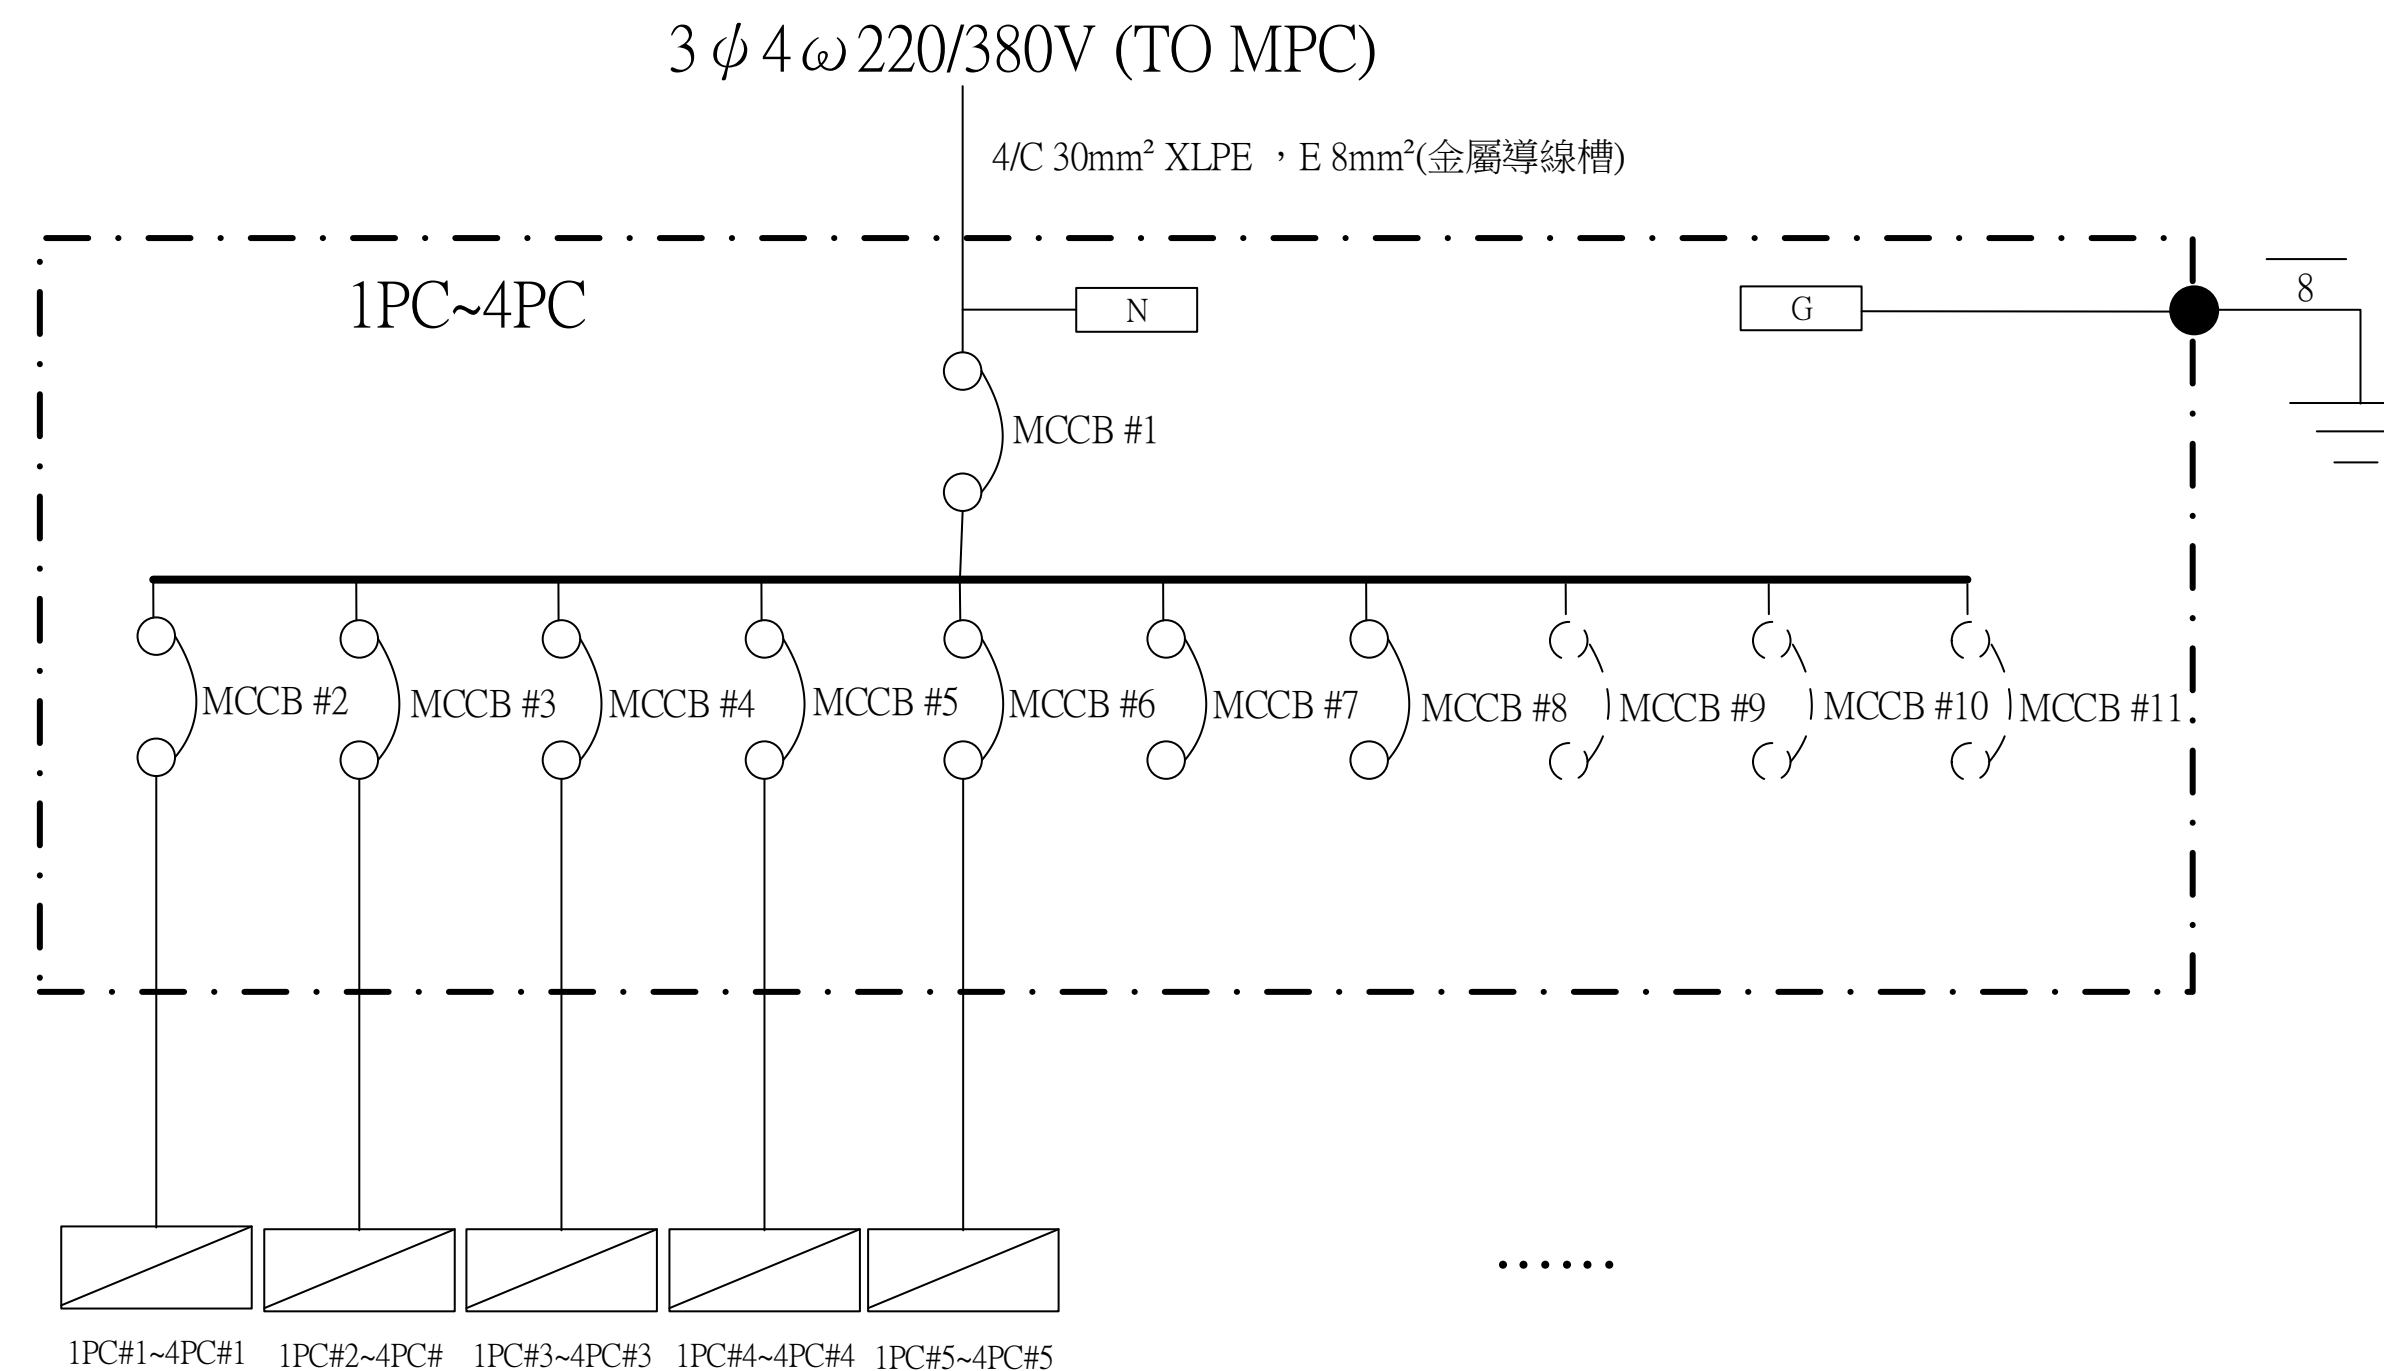 3ψ4ω220/380V (TO MPC)
4/C 30mm² XLPE ，E 8mm²(金屬導線槽)
1PC~4PC
N
G
8
MCCB #1
MCCB #2
MCCB #3
MCCB #4
MCCB #5
MCCB #6
MCCB #7
MCCB #8
MCCB #9
MCCB #10
MCCB #11
1PC#1~4PC#1
1PC#2~4PC#
1PC#3~4PC#3
1PC#4~4PC#4
1PC#5~4PC#5
......